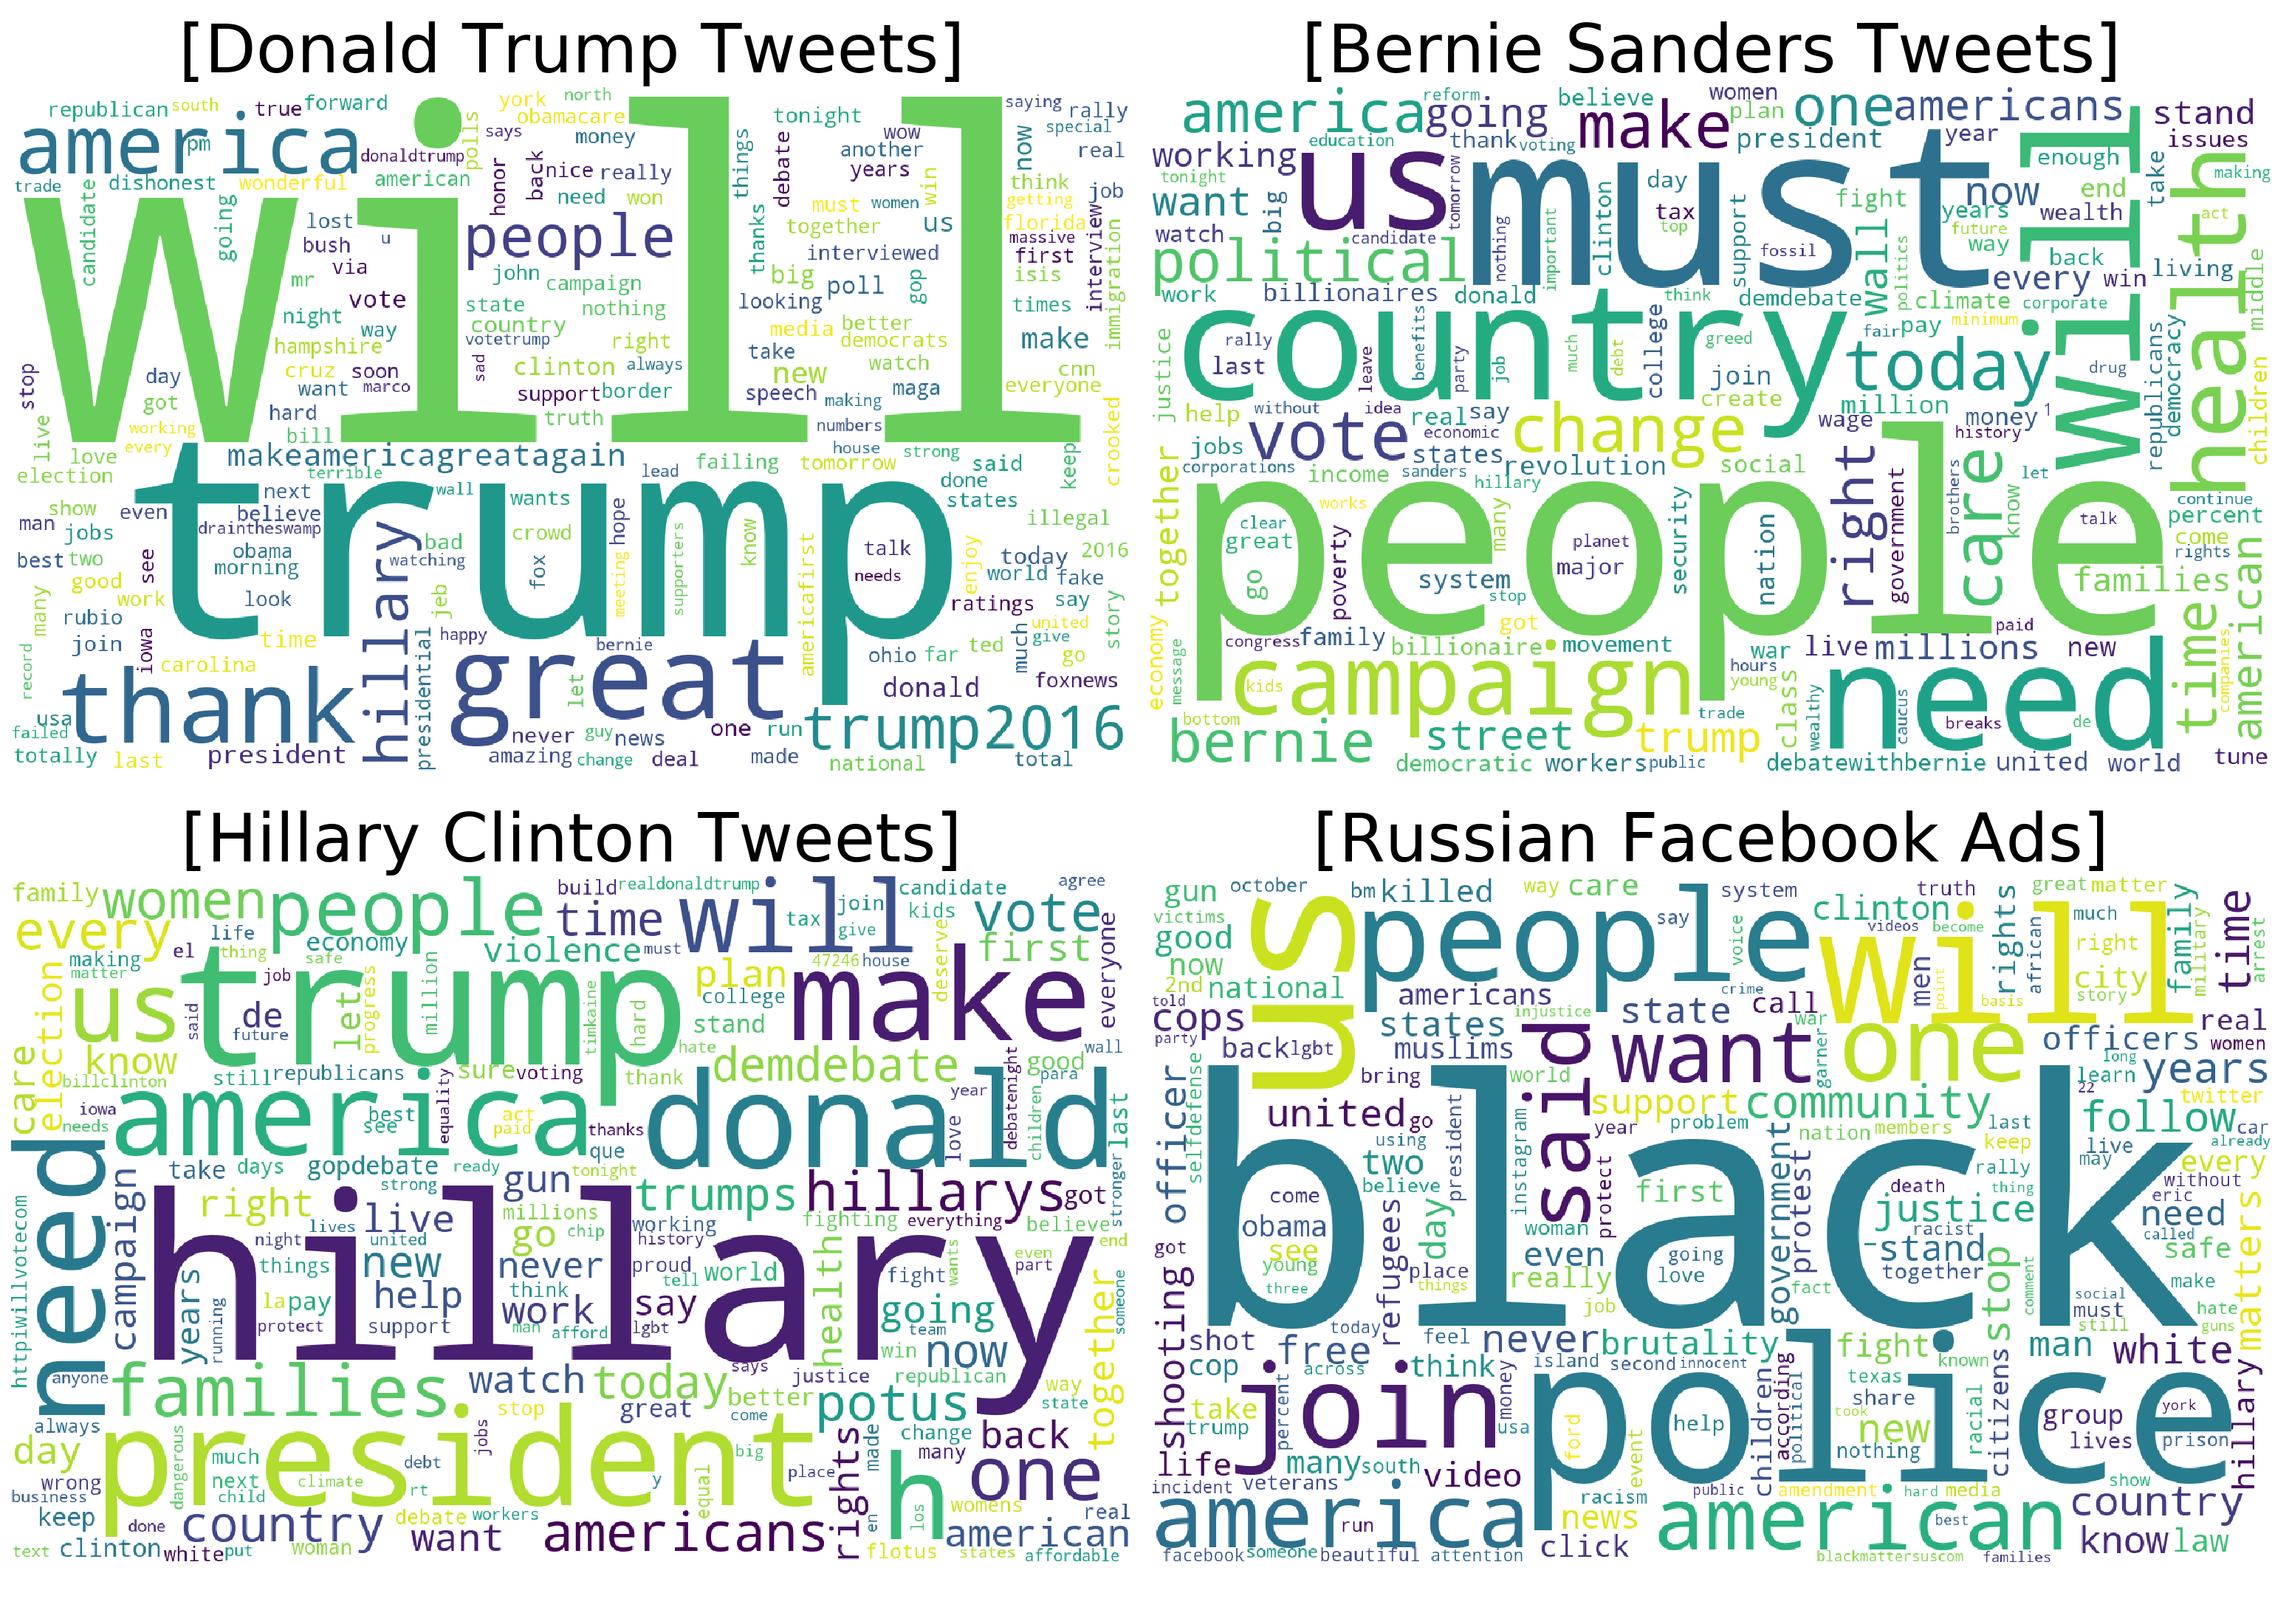 [Donald Trump Tweets]
republican south true forward york north saying rally
america pm polls says obamacare money tonight wow now special
donaldtrump american honor back nice really things debate another years real
trade candidate dishonest wonderful need won think job
going lost bush u via mr will people thanks together must women win us florida getting
john campaign interviewed massive first interview
vote state nothing big looking poll gop isis times immigration
night way country votetrump right media better democrats make
hampshire cruz soon sad clinton always take watch cnn
stop day want marco support border new speech maga everyone
got hard truth making numbers crooked
live working every bill house
love makeamericagreatagain failing tomorrow strong said keep
election terrible wall lead done
show next wants states
man even believe trump crowd illegal
jobs draintheswamp bad hope
best two see obama morning watching fox know talk today 2016
good hillary meeting supporters americafirst needs enjoy world fake
many work look jeb ratings say story
rubio time happy bernie united give
join iowa carolina presidential great ohio far ted much go
record thank let donald foxnews
usa failed never guy news one run trump2016
totally last president amazing change deal made national total
[Bernie Sanders Tweets]
america reform going believe women plan one americans stand
education make thank voting president year issues
working us must enough take making
tonight want big tomorrow day tax top fight now end
watch candidate nothing important clinton support fossil years future way wealth act
political wall politics every back win living
work billionaires donald think demdebate climate corporate middle
country fair pay minimum will health
justice rally last leave benefits party job much debt greed college today republicans democracy children
join drug
help without idea real say create million money 1
jobs vote economic change wage history
corporations states revolution social right care let
income sanders hillary brothers know continue
together works people percent
clear great many security nation planet talk come
go poverty system major government rights
stop families
economy congress family got paid time american
message billionaire movement war live millions new companies
kids campaign hours young need
bottom trade class wealthy caucus breaks de
bernie street trump
democratic workers public debatewithbernie united world tune
[Hillary Clinton Tweets]
family women people build realdonaldtrump candidate agree
every life time will tax join kids vote
economy violence must give first
making el thing safe 47246 house
matter us job trump plan deserve make everyone
election de let progress million college
said future hard timkaine stand
care know hate wall
billclinton still republicans sure voting thank demdebate debatenight good para
iowa america best see equality act paid donald year love children last
needs thanks
need take days gopdebate ready que tonight
campaign strong gun trumps hillarys got stronger
right lives live millions chip working fighting everything believe
night united go history end
httpiwillvotecom things new never proud tell world health wants even part
years la pay help think work say fight together someone
running protect support man afford lgbt going
hillary team
anyone families watch says justice win now way
today better republican state
always stop great come change potus back
day president jobs big many
wrong much dangerous next climate debt place rights made h one
business child rt y equal
keep en los womens real
done country debate workers american
text clinton white put woman want americans flotus states affordable
[Russian Facebook Ads]
gun october bm killed way care system truth great matter
victims us people say clinton family
good voice videos become much rights time
now will right military
2nd national crime men african city arrest
told americans state call point basis story
cops states injustice war officers real
party back lgbt muslims said want one women
garner long
officer bring world learn years
selfdefense united go support community 22 twitter
using year problem nation members last follow car
two president keep live already
believe instagram first government rally may every
black come woman protect death thing without
obama racist justice eric need
got see refugees day even protest stand called
shooting young place really going fact together safe
three things love stop comment make
job social
today feel never must hate
shot free brutality fight man still guns matters
cop across think island second innocent known white
join police texas hillary
take percent money children according share citizens group york
trump usa help political took new racial lives
life many south ford event nothing prison
incident veterans video show
racism public amendment hard media
america run news american best country
know law
facebook someone beautiful attention click blackmattersuscom families